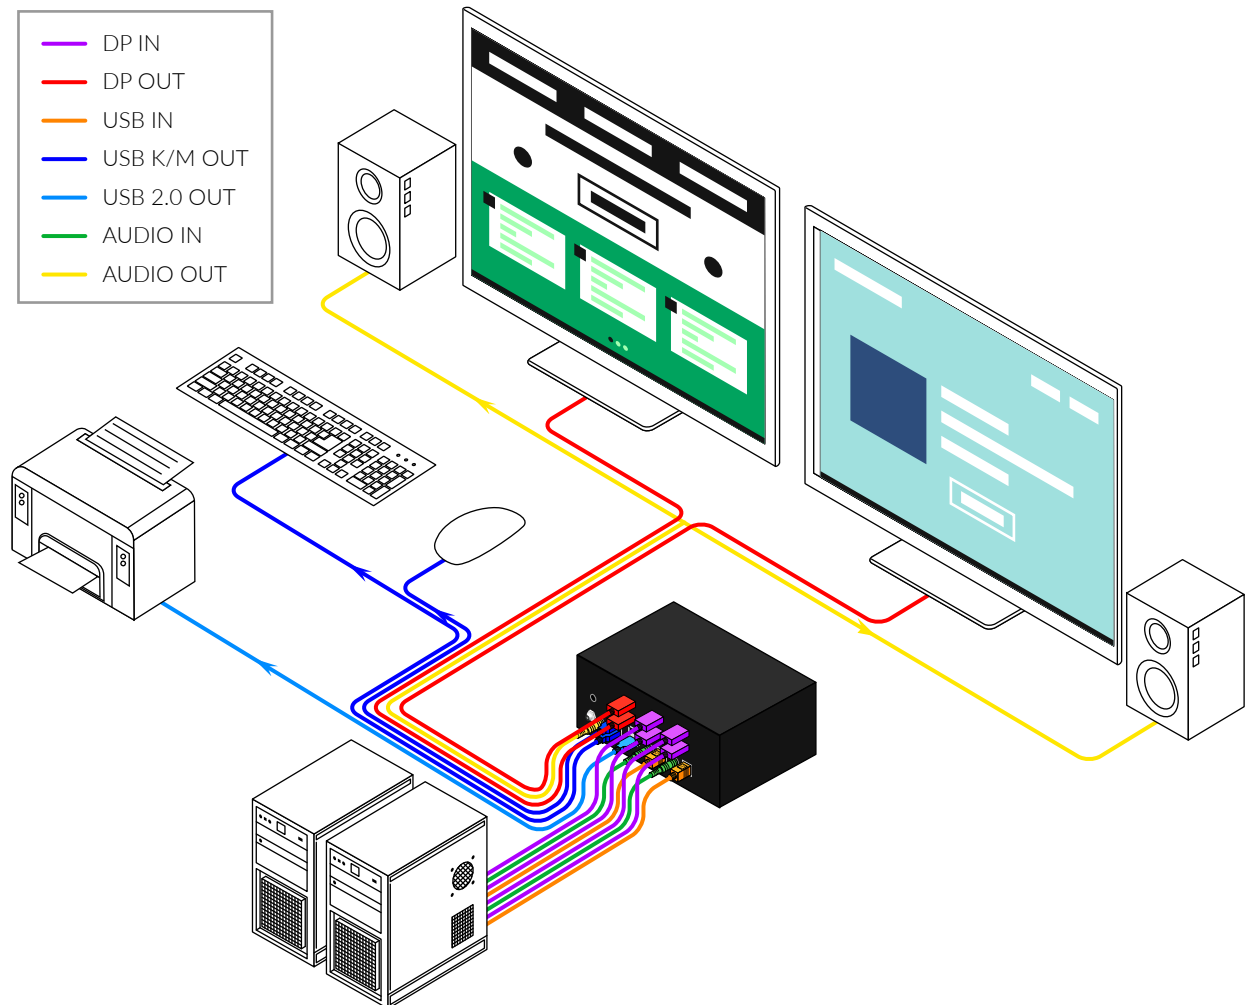 DP IN
DP OUT
USB IN
USB K/M OUT
USB 2.0 OUT
AUDIO IN
AUDIO OUT